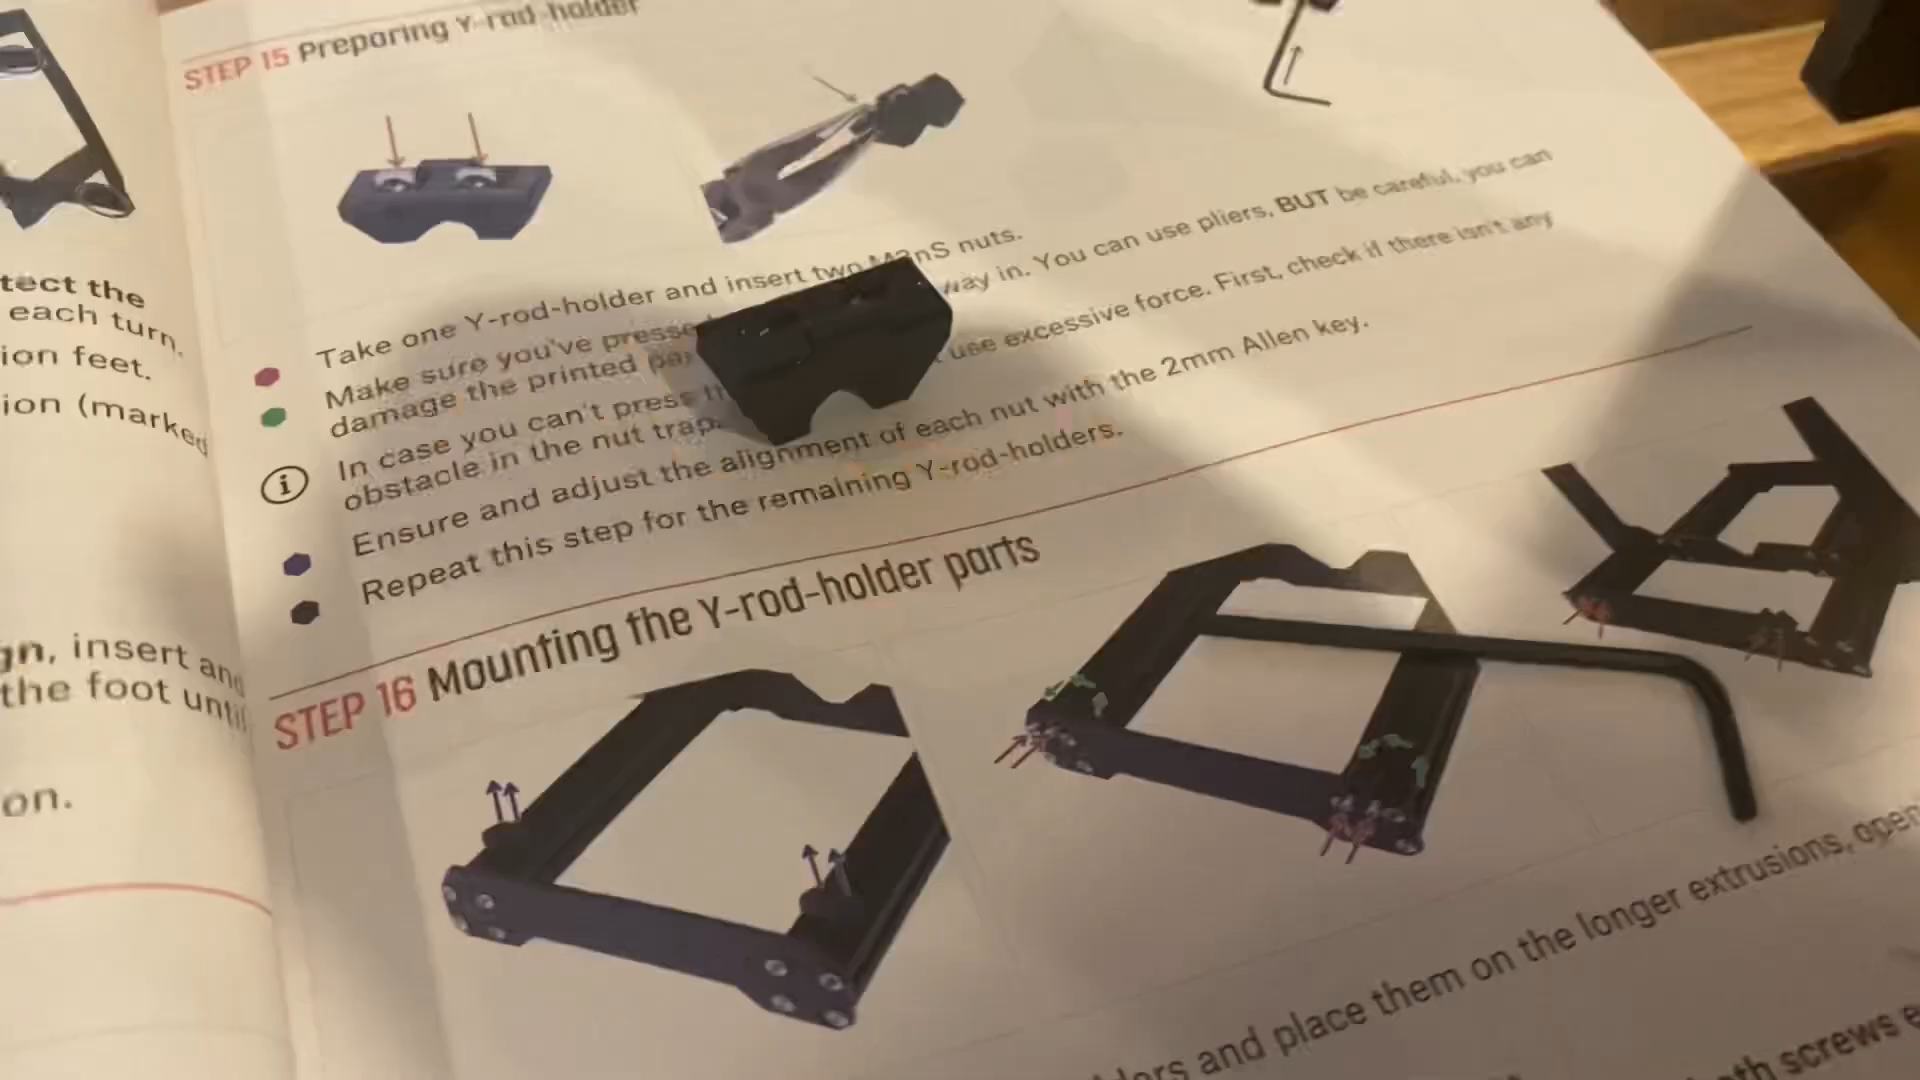 STEP 15 Preparing Y-rod-holder
Take one Y-rod-holder and insert two M3nS nuts.
Make sure you've presse way in. You can use pliers, BUT be careful, you can
damage the printed
In case you can't press use excessive force. First, check if there isn't any
obstacle in the nut trap.
Ensure and adjust the alignment of each nut with the 2mm Allen key.
Repeat this step for the remaining Y-rod-holders.
STEP 16 Mounting the Y-rod-holder parts
and place them on the longer extrusions,
screws
tect the
each turn.
ion feet.
ion (marked
gn, insert and
the foot until
on.